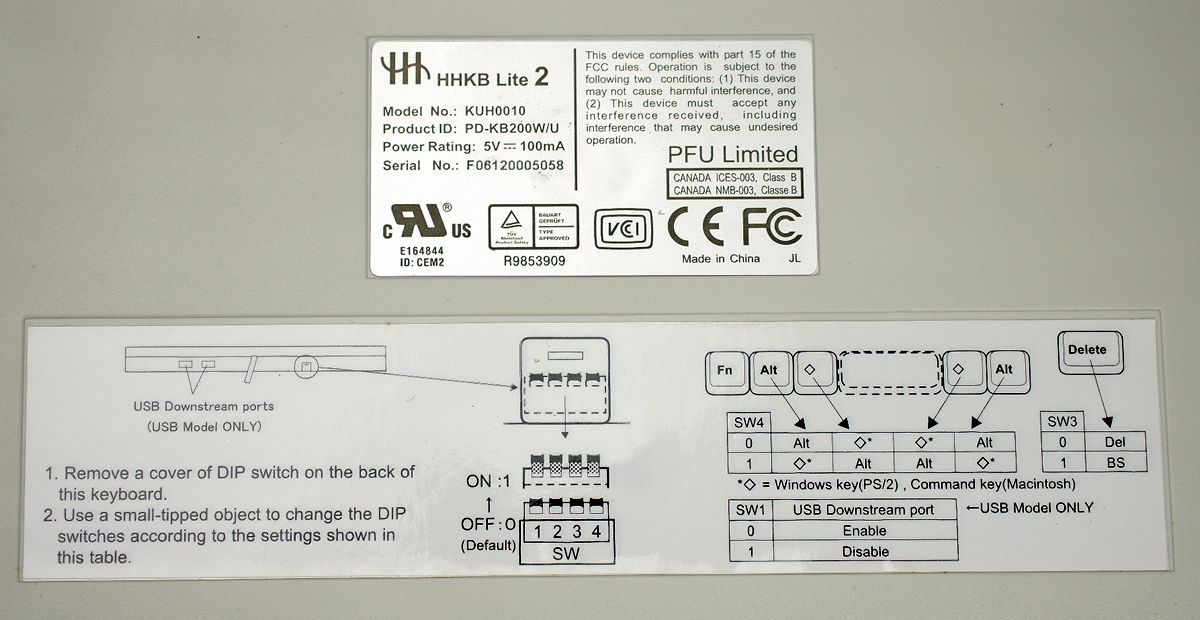 HHKB Lite 2
Model No.: KUH0010
Product ID: PD-KB200W/U
Power Rating: 5V 100mA
Serial No.: F06120005058
This device complies with part 15 of the
FCC rules. Operation is subject to the
following two conditions: (1) This device
may not cause harmful interference, and
(2) This device must accept any
interference received, including
interference that may cause undesired
operation.
PFU Limited
CANADA ICES-003, Class B
CANADA NMB-003, Classe B
c RU ® US
E164844
ID: CEM2
TÜV
Product Safety
BAUART
GEPRÜFT
TYPE
APPROVED
R9853909
VCI
CE FC
Made in China JL
USB Downstream ports
(USB Model ONLY)
1. Remove a cover of DIP switch on the back of
this keyboard.
2. Use a small-tipped object to change the DIP
switches according to the settings shown in
this table.
ON :1
↑
OFF :0
(Default)
1 2 3 4
SW
Fn Alt ◇ ◇ Alt
Delete
SW4
0 Alt ◇* ◇* Alt
1 ◇* Alt Alt ◇*
*◇ = Windows key(PS/2) , Command key(Macintosh)
SW3
0 Del
1 BS
SW1 USB Downstream port ←USB Model ONLY
0 Enable
1 Disable